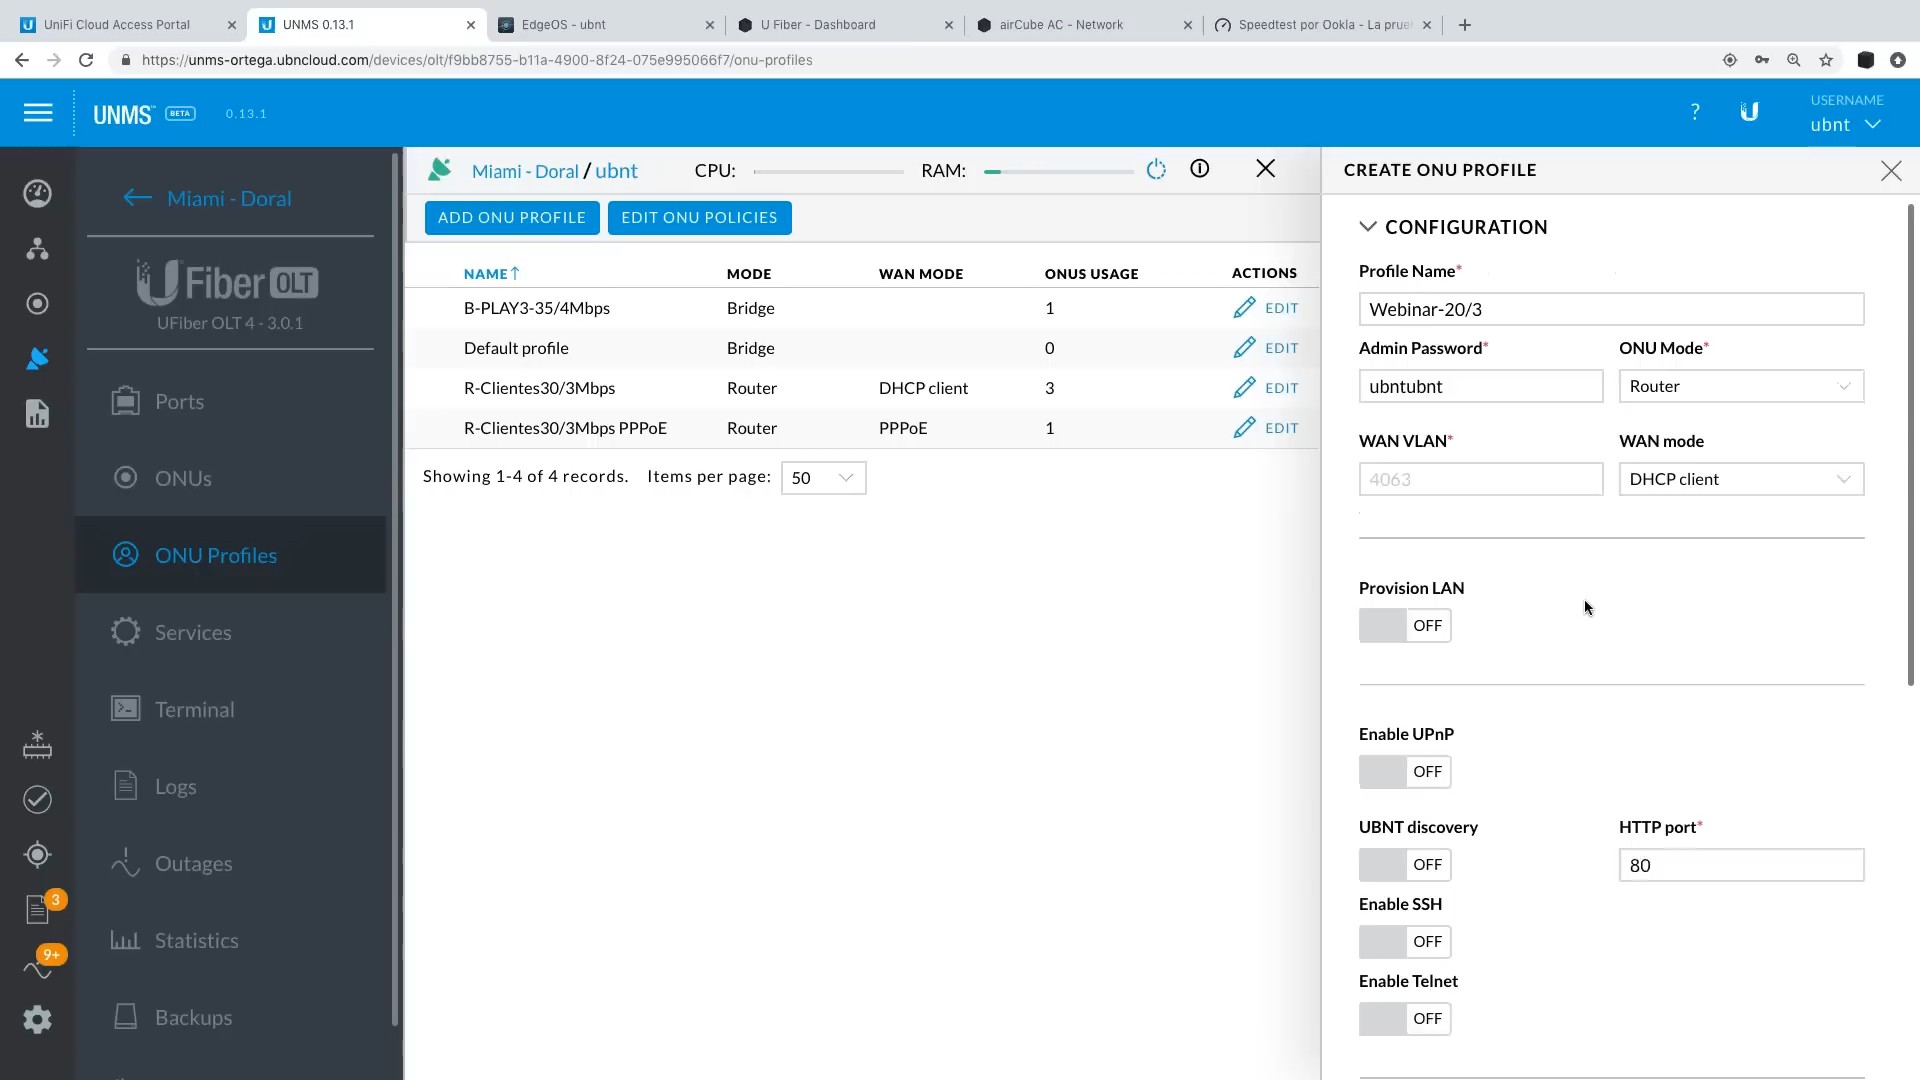 UniFi Cloud Access Portal
UNMS 0.13.1
EdgeOS - ubnt
U Fiber - Dashboard
airCube AC - Network
Speedtest por Ookla - La prue
https://unms-ortega.ubncloud.com/devices/olt/f9bb8755-b11a-4900-8f24-075e995066f7/onu-profiles
UNMS BETA 0.13.1
?
USERNAME
ubnt
Miami - Doral
UFiber OLT
UFiber OLT 4 - 3.0.1
Ports
ONUs
ONU Profiles
Services
Terminal
Logs
Outages
Statistics
Backups
3
9+
Miami - Doral / ubnt
CPU:
RAM:
ADD ONU PROFILE
EDIT ONU POLICIES
NAME↑ MODE WAN MODE ONUS USAGE ACTIONS
B-PLAY3-35/4Mbps Bridge 1 EDIT
Default profile Bridge 0 EDIT
R-Clientes30/3Mbps Router DHCP client 3 EDIT
R-Clientes30/3Mbps PPPoE Router PPPoE 1 EDIT
Showing 1-4 of 4 records. Items per page: 50
CREATE ONU PROFILE
CONFIGURATION
Profile Name*
Webinar-20/3
Admin Password* ONU Mode*
ubntubnt Router
WAN VLAN* WAN mode
4063 DHCP client
Provision LAN
OFF
Enable UPnP
OFF
UBNT discovery HTTP port*
OFF 80
Enable SSH
OFF
Enable Telnet
OFF